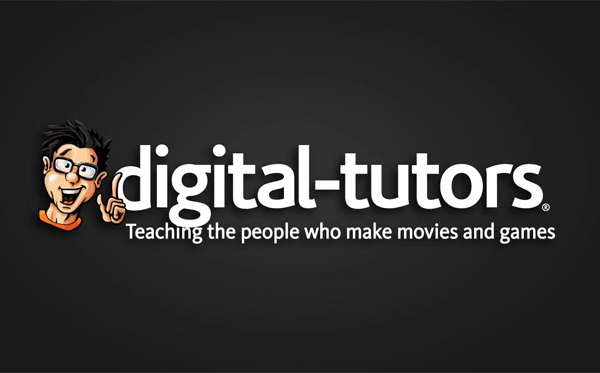 digital-tutors®
Teaching the people who make movies and games